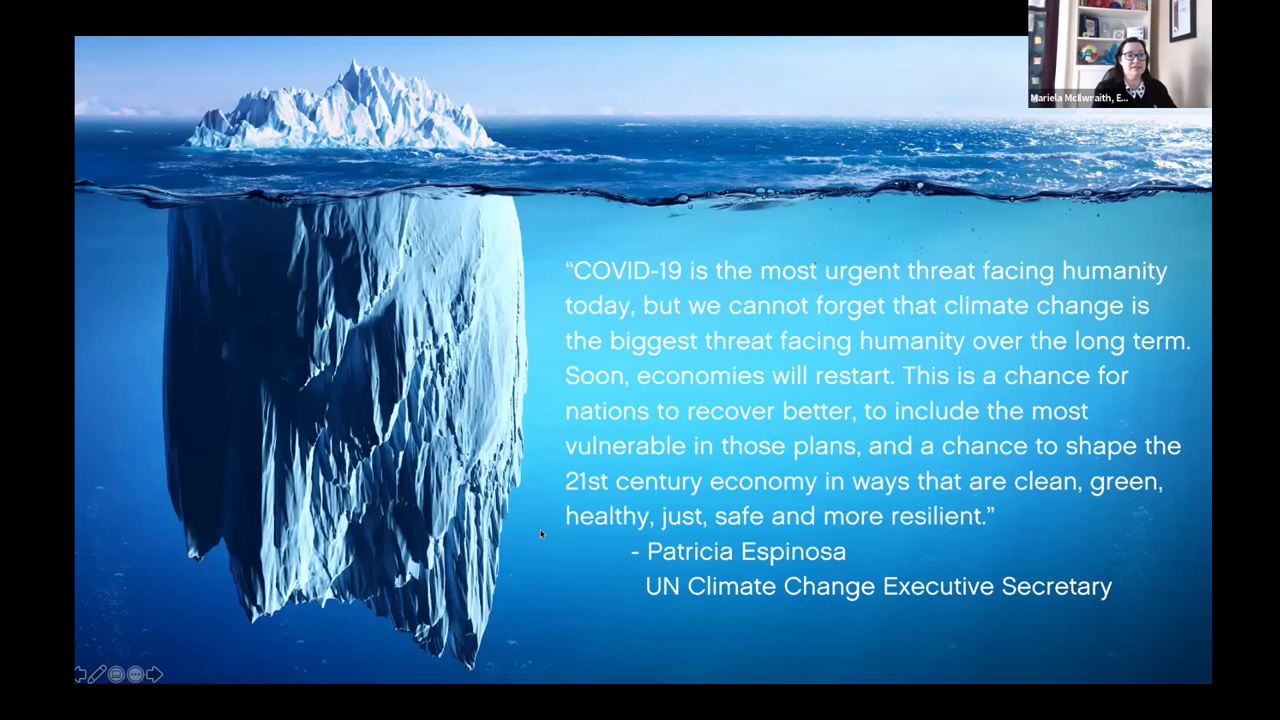 Mariela McIlwraith, E...
“COVID-19 is the most urgent threat facing humanity
today, but we cannot forget that climate change is
the biggest threat facing humanity over the long term.
Soon, economies will restart. This is a chance for
nations to recover better, to include the most
vulnerable in those plans, and a chance to shape the
21st century economy in ways that are clean, green,
healthy, just, safe and more resilient.”
- Patricia Espinosa
UN Climate Change Executive Secretary